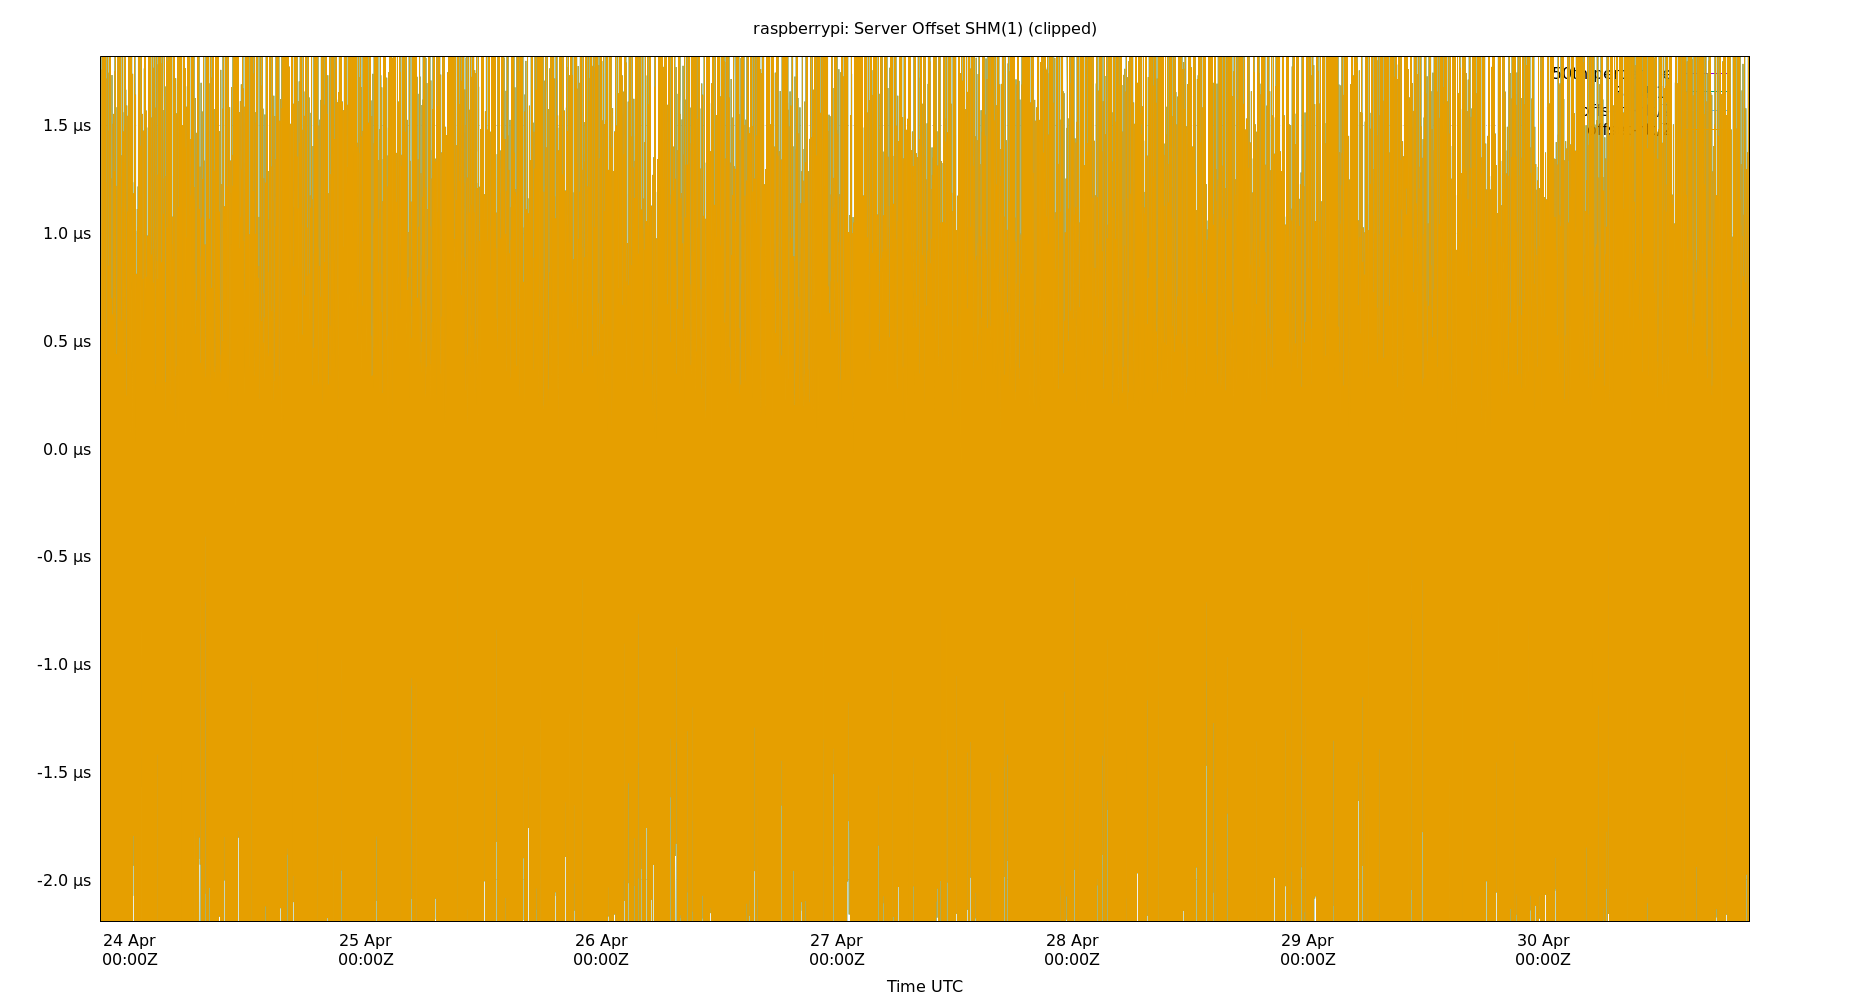 raspberrypi: Server Offset SHM(1) (clipped)
50th
1.5 µs
1.0 µs
0.5 µs
0.0 µs
-0.5 µs
-1.0 µs
-1.5 µs
-2.0 µs
24 Apr 25 Apr 26 Apr 27 Apr 28 Apr 29 Apr 30 Apr
00:00Z 00:00Z 00:00Z 00:00Z 00:00Z 00:00Z 00:00Z
Time UTC